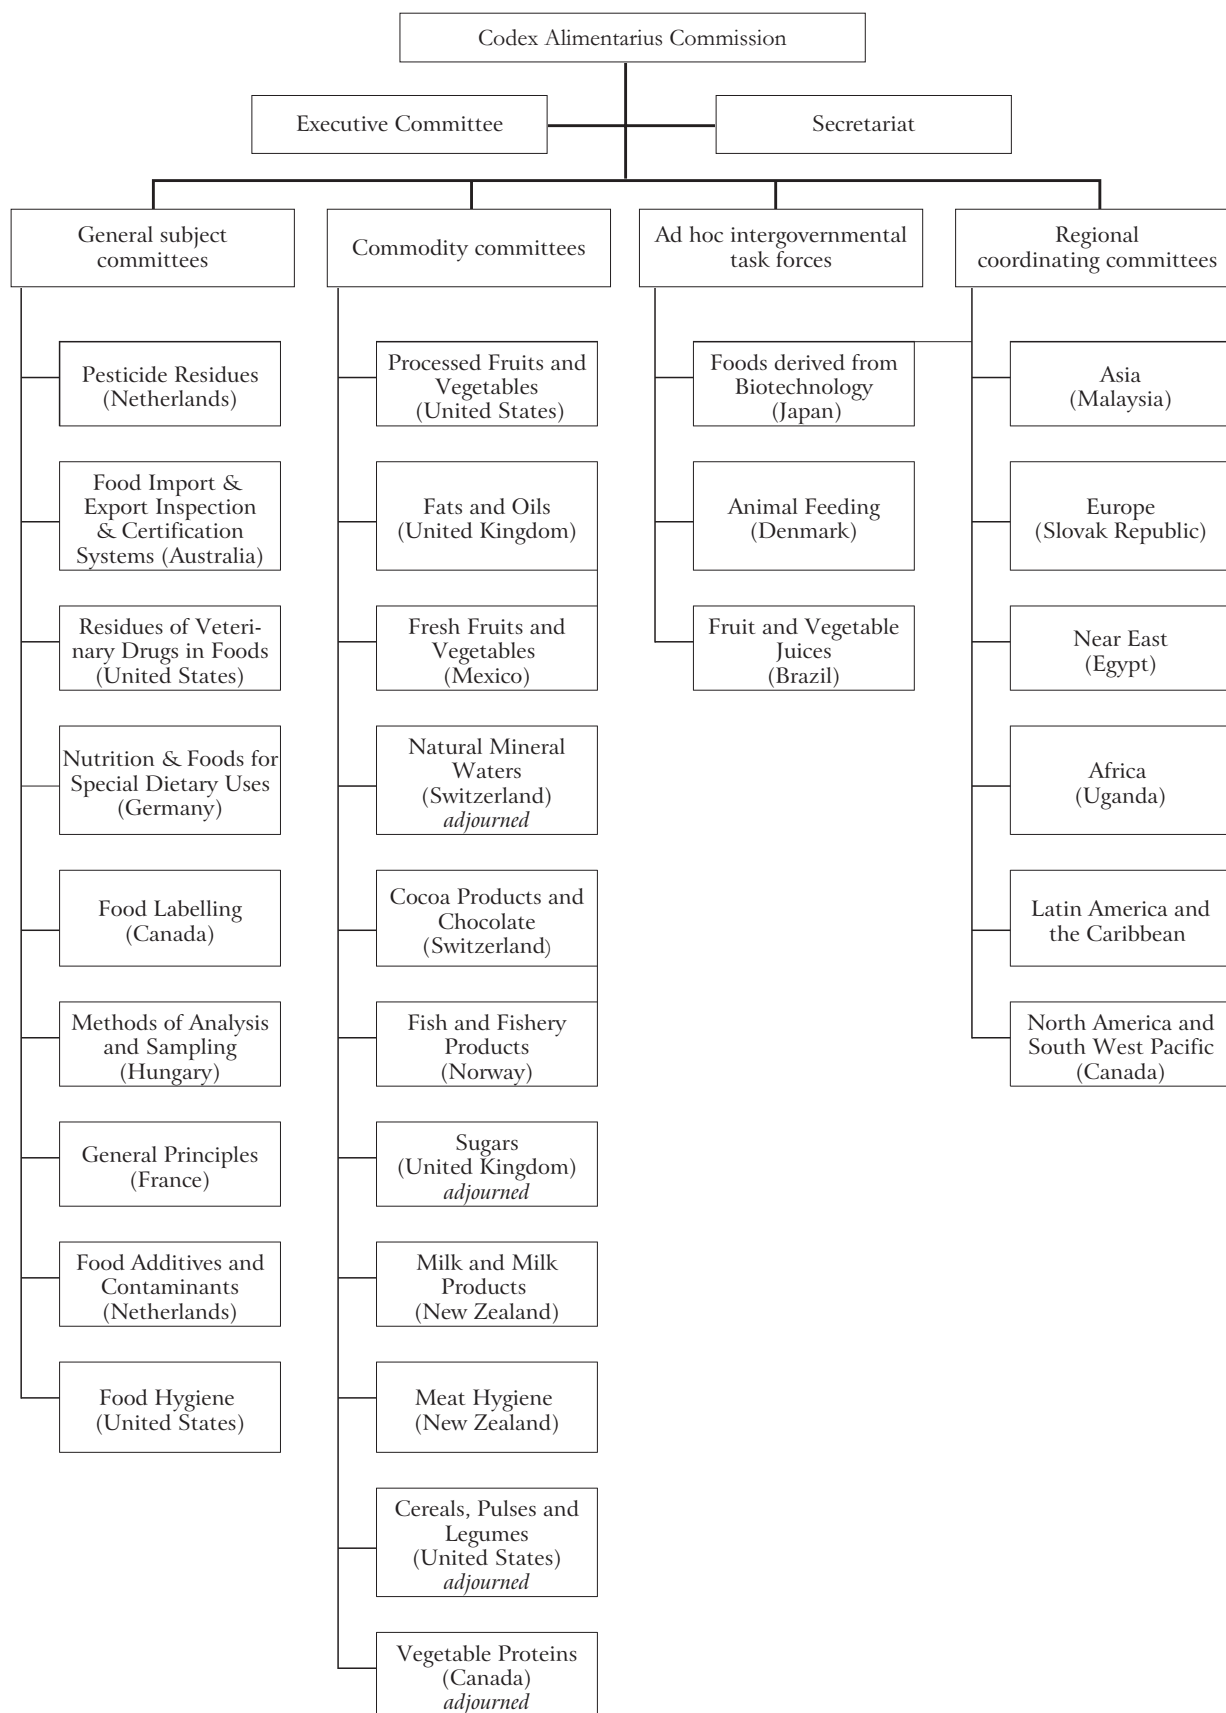 Codex Alimentarius Commission
Executive Committee
Secretariat
General subject
committees
Commodity committees
Ad hoc intergovernmental
task forces
Regional
coordinating committees
Pesticide Residues
(Netherlands)
Food Import &
Export Inspection
& Certification
Systems (Australia)
Residues of Veteri-
nary Drugs in Foods
(United States)
Nutrition & Foods for
Special Dietary Uses
(Germany)
Food Labelling
(Canada)
Methods of Analysis
and Sampling
(Hungary)
General Principles
(France)
Food Additives and
Contaminants
(Netherlands)
Food Hygiene
(United States)
Processed Fruits and
Vegetables
(United States)
Fats and Oils
(United Kingdom)
Fresh Fruits and
Vegetables
(Mexico)
Natural Mineral
Waters
(Switzerland)
adjourned
Cocoa Products and
Chocolate
(Switzerland)
Fish and Fishery
Products
(Norway)
Sugars
(United Kingdom)
adjourned
Milk and Milk
Products
(New Zealand)
Meat Hygiene
(New Zealand)
Cereals, Pulses and
Legumes
(United States)
adjourned
Vegetable Proteins
(Canada)
adjourned
Foods derived from
Biotechnology
(Japan)
Animal Feeding
(Denmark)
Fruit and Vegetable
Juices
(Brazil)
Asia
(Malaysia)
Europe
(Slovak Republic)
Near East
(Egypt)
Africa
(Uganda)
Latin America and
the Caribbean
North America and
South West Pacific
(Canada)